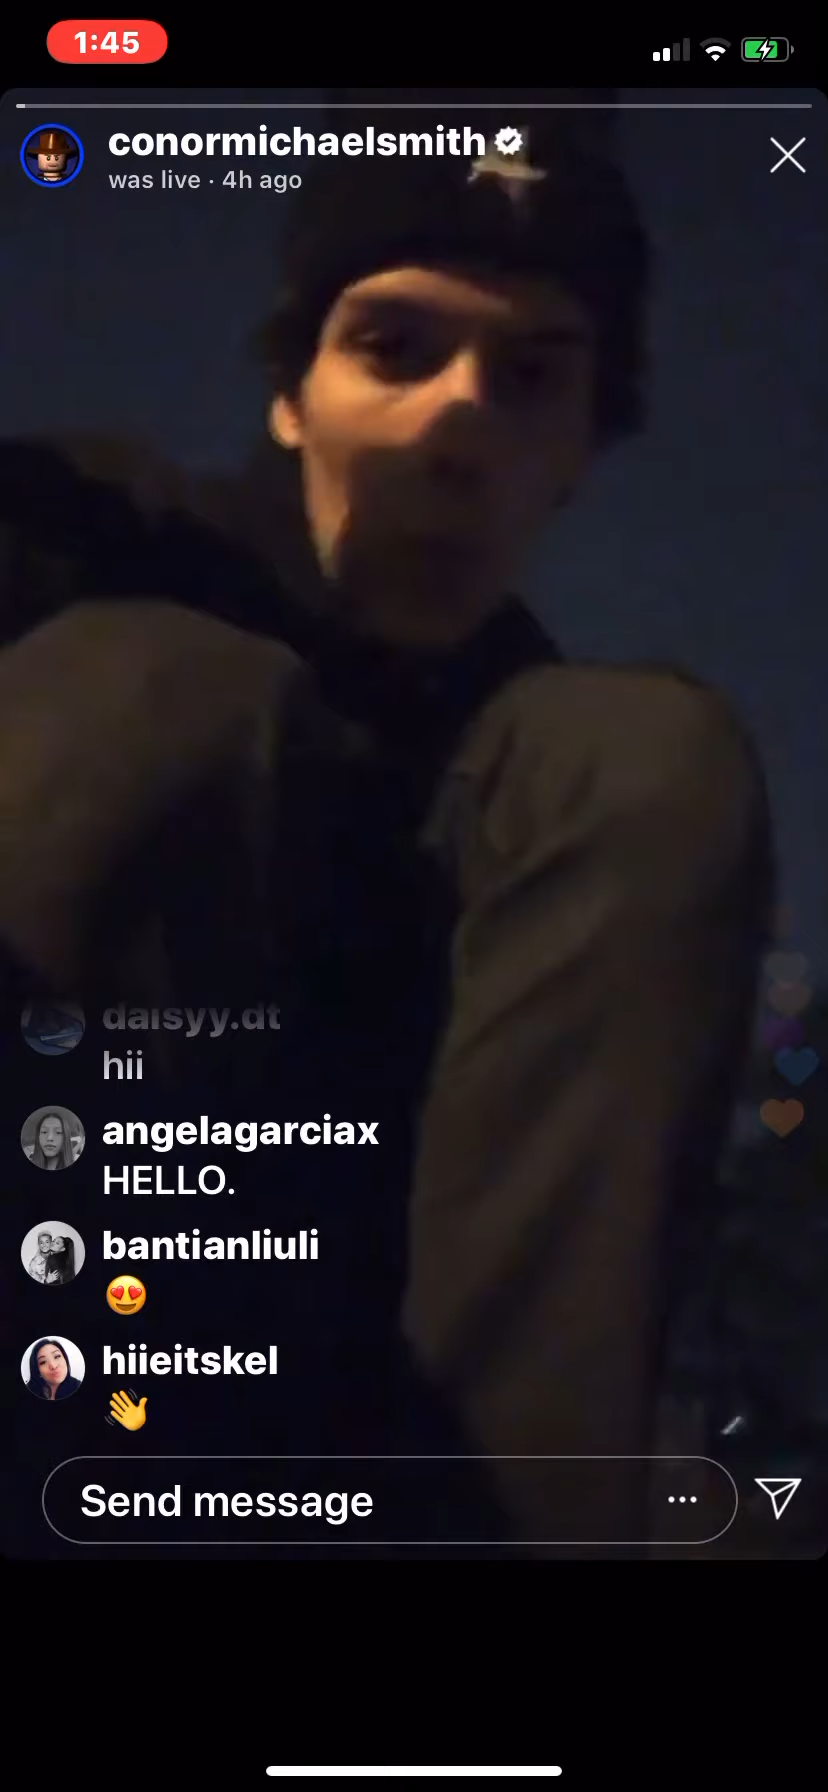 1:45
conormichaelsmith
was live · 4h ago
daisyy.dt
hii
angelagarciax
HELLO.
bantianliuli
😍
hiieitskel
👋
Send message